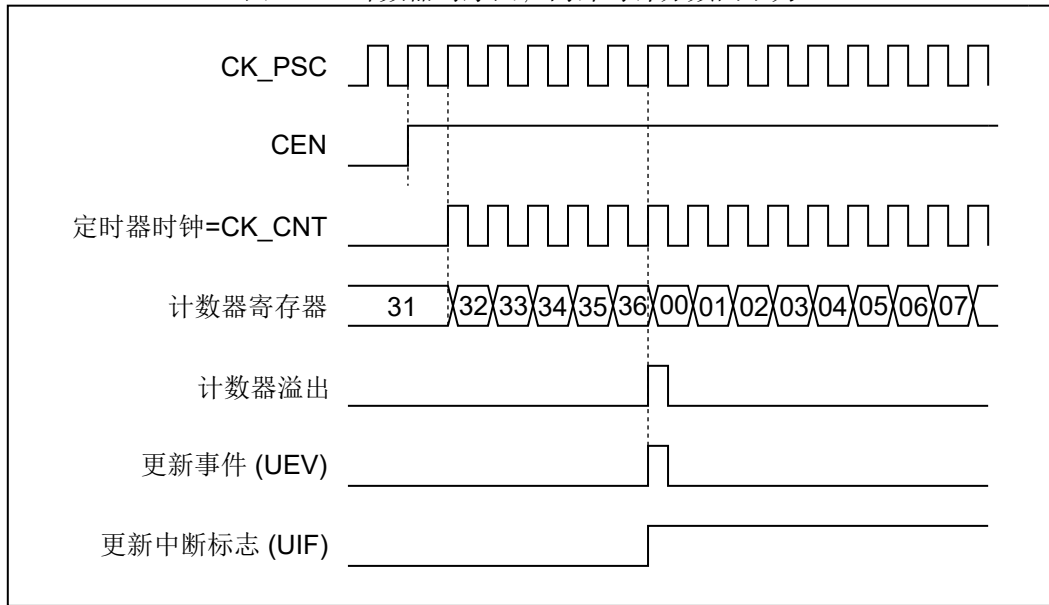 CK_PSC
CEN
定时器时钟=CK_CNT
计数器寄存器 31 32 33 34 35 36 00 01 02 03 04 05 06 07
计数器溢出
更新事件 (UEV)
更新中断标志 (UIF)